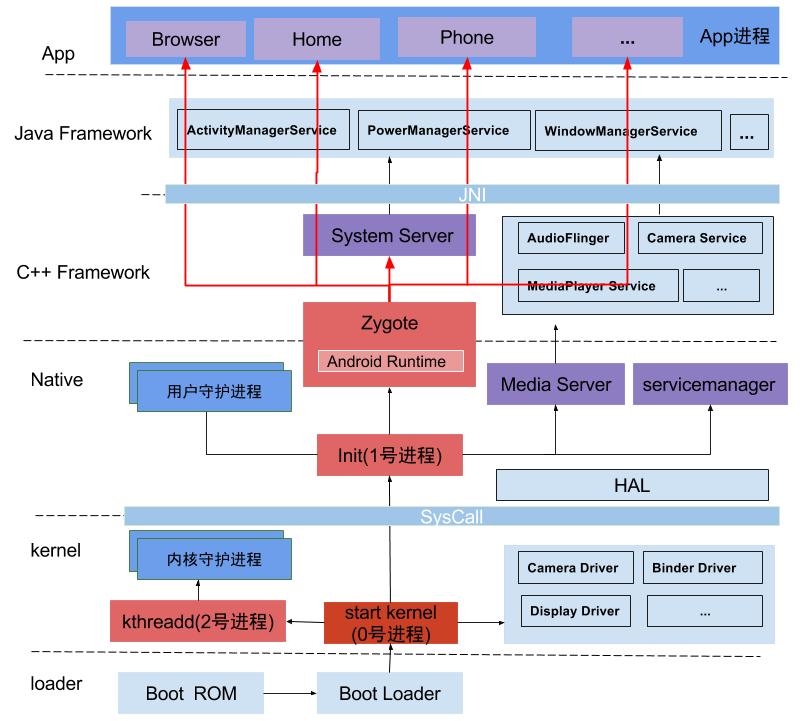 Browser
Home
Phone
...
App进程
App
Java Framework
ActivityManagerService
PowerManagerService
WindowManagerService
...
JNI
System Server
AudioFlinger
Camera Service
C++ Framework
MediaPlayer Service
...
Zygote
Android Runtime
Native
用户守护进程
Media Server
servicemanager
Init(1号进程)
HAL
SysCall
kernel
内核守护进程
Camera Driver
Binder Driver
kthreadd(2号进程)
start kernel
(0号进程)
Display Driver
...
loader
Boot ROM
Boot Loader